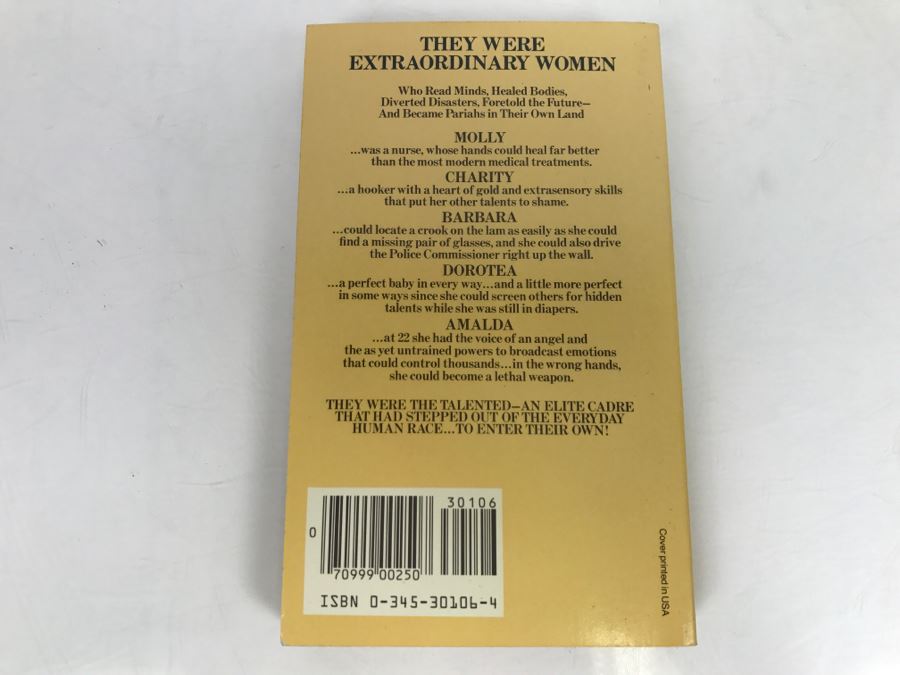 THEY WERE
EXTRAORDINARY WOMEN
Who Read Minds, Healed Bodies,
Diverted Disasters, Foretold the Future—
And Became Pariahs in Their Own Land
MOLLY
...was a nurse, whose hands could heal far better
than the most modern medical treatments.
CHARITY
...a hooker with a heart of gold and extrasensory skills
that put her other talents to shame.
BARBARA
...could locate a crook on the lam as easily as she could
find a missing pair of glasses, and she could also drive
the Police Commissioner right up the wall.
DOROTEA
...a perfect baby in every way...and a little more perfect
in some ways since she could screen others for hidden
talents while she was still in diapers.
AMALDA
...at 22 she had the voice of an angel and
the as yet untrained powers to broadcast emotions
that could control thousands...in the wrong hands,
she could become a lethal weapon.
THEY WERE THE TALENTED—AN ELITE CADRE
THAT HAD STEPPED OUT OF THE EVERYDAY
HUMAN RACE...TO ENTER THEIR OWN!
30106
0
70999 00250
ISBN 0-345-30106-4
Cover printed in USA